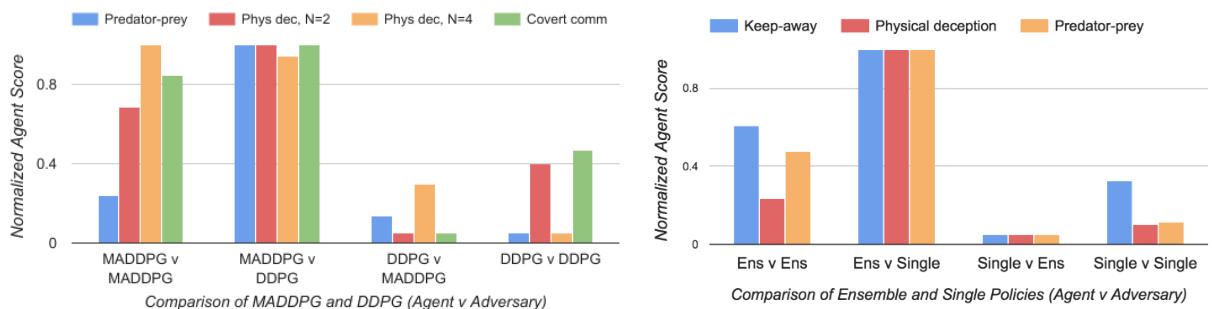 Predator-prey Phys dec, N=2 Phys dec, N=4 Covert comm
Normalized Agent Score
0.8
0.4
0
MADDPG v MADDPG
MADDPG v DDPG
DDPG v MADDPG
DDPG v DDPG
Comparison of MADDPG and DDPG (Agent v Adversary)
Keep-away Physical deception Predator-prey
Normalized Agent Score
0.8
0.4
0
Ens v Ens
Ens v Single
Single v Ens
Single v Single
Comparison of Ensemble and Single Policies (Agent v Adversary)